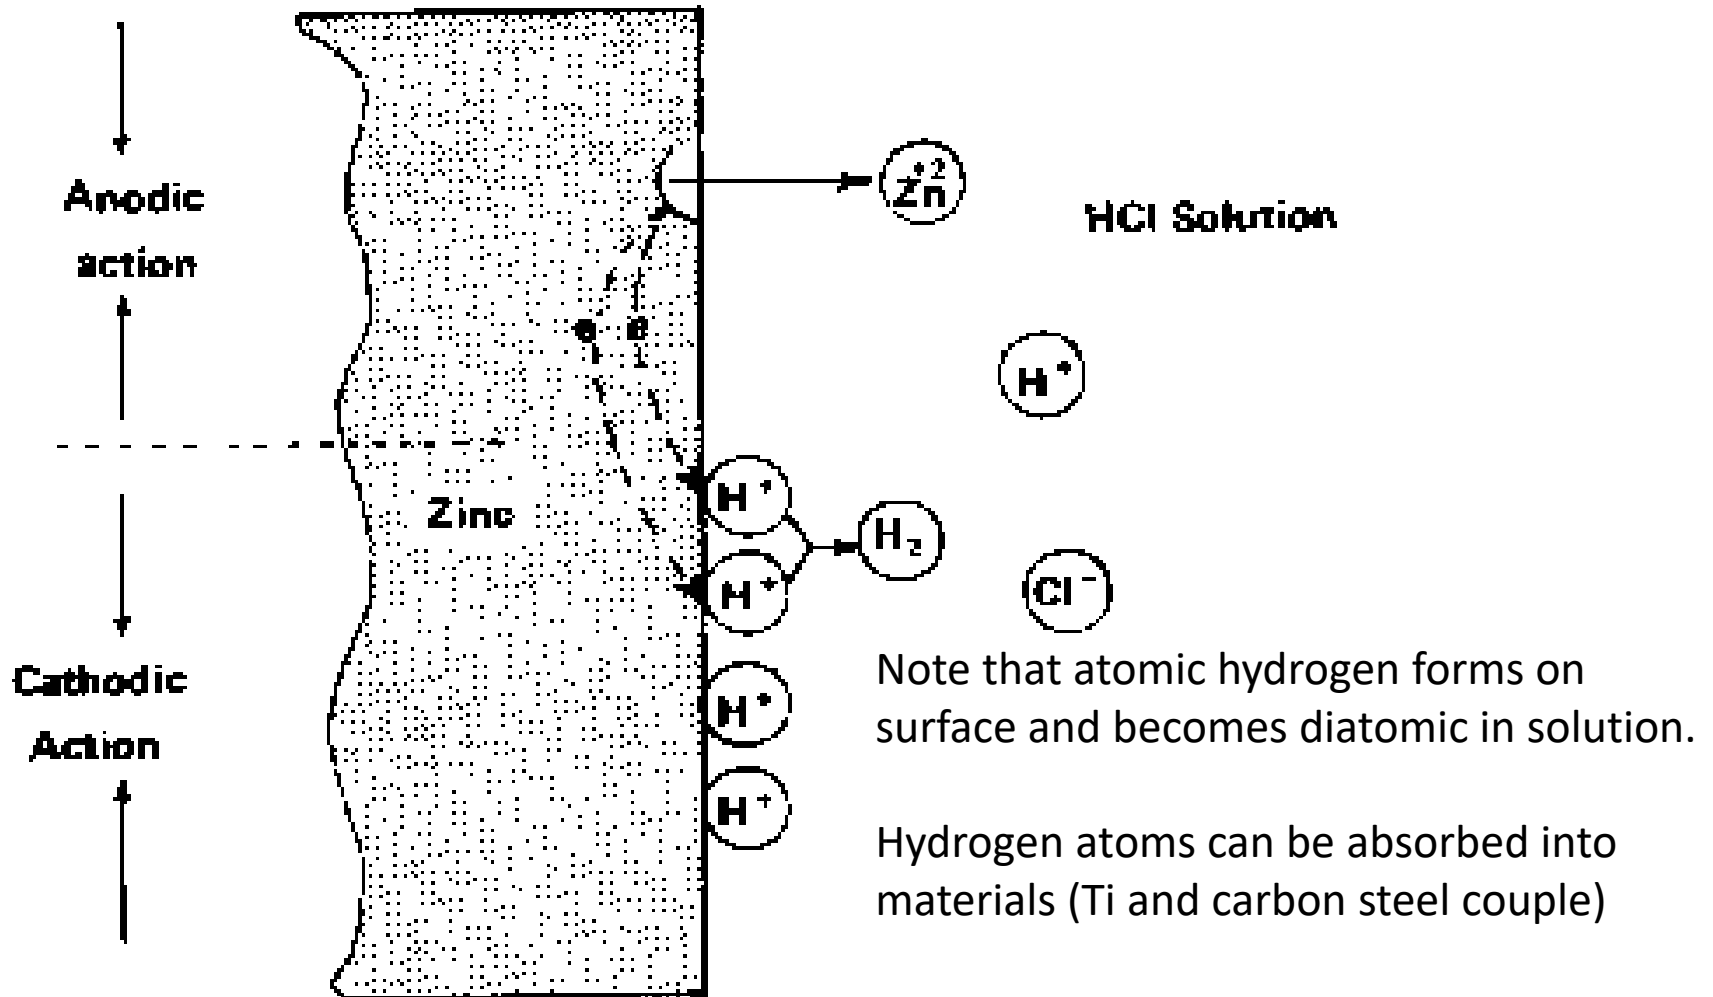 Anodic
action
Zn+2
HCl Solution
e e
H+
Zinc
H+
H2
H+
Cl−
Cathodic
Action
H+
H+
Note that atomic hydrogen forms on
surface and becomes diatomic in solution.
Hydrogen atoms can be absorbed into
materials (Ti and carbon steel couple)